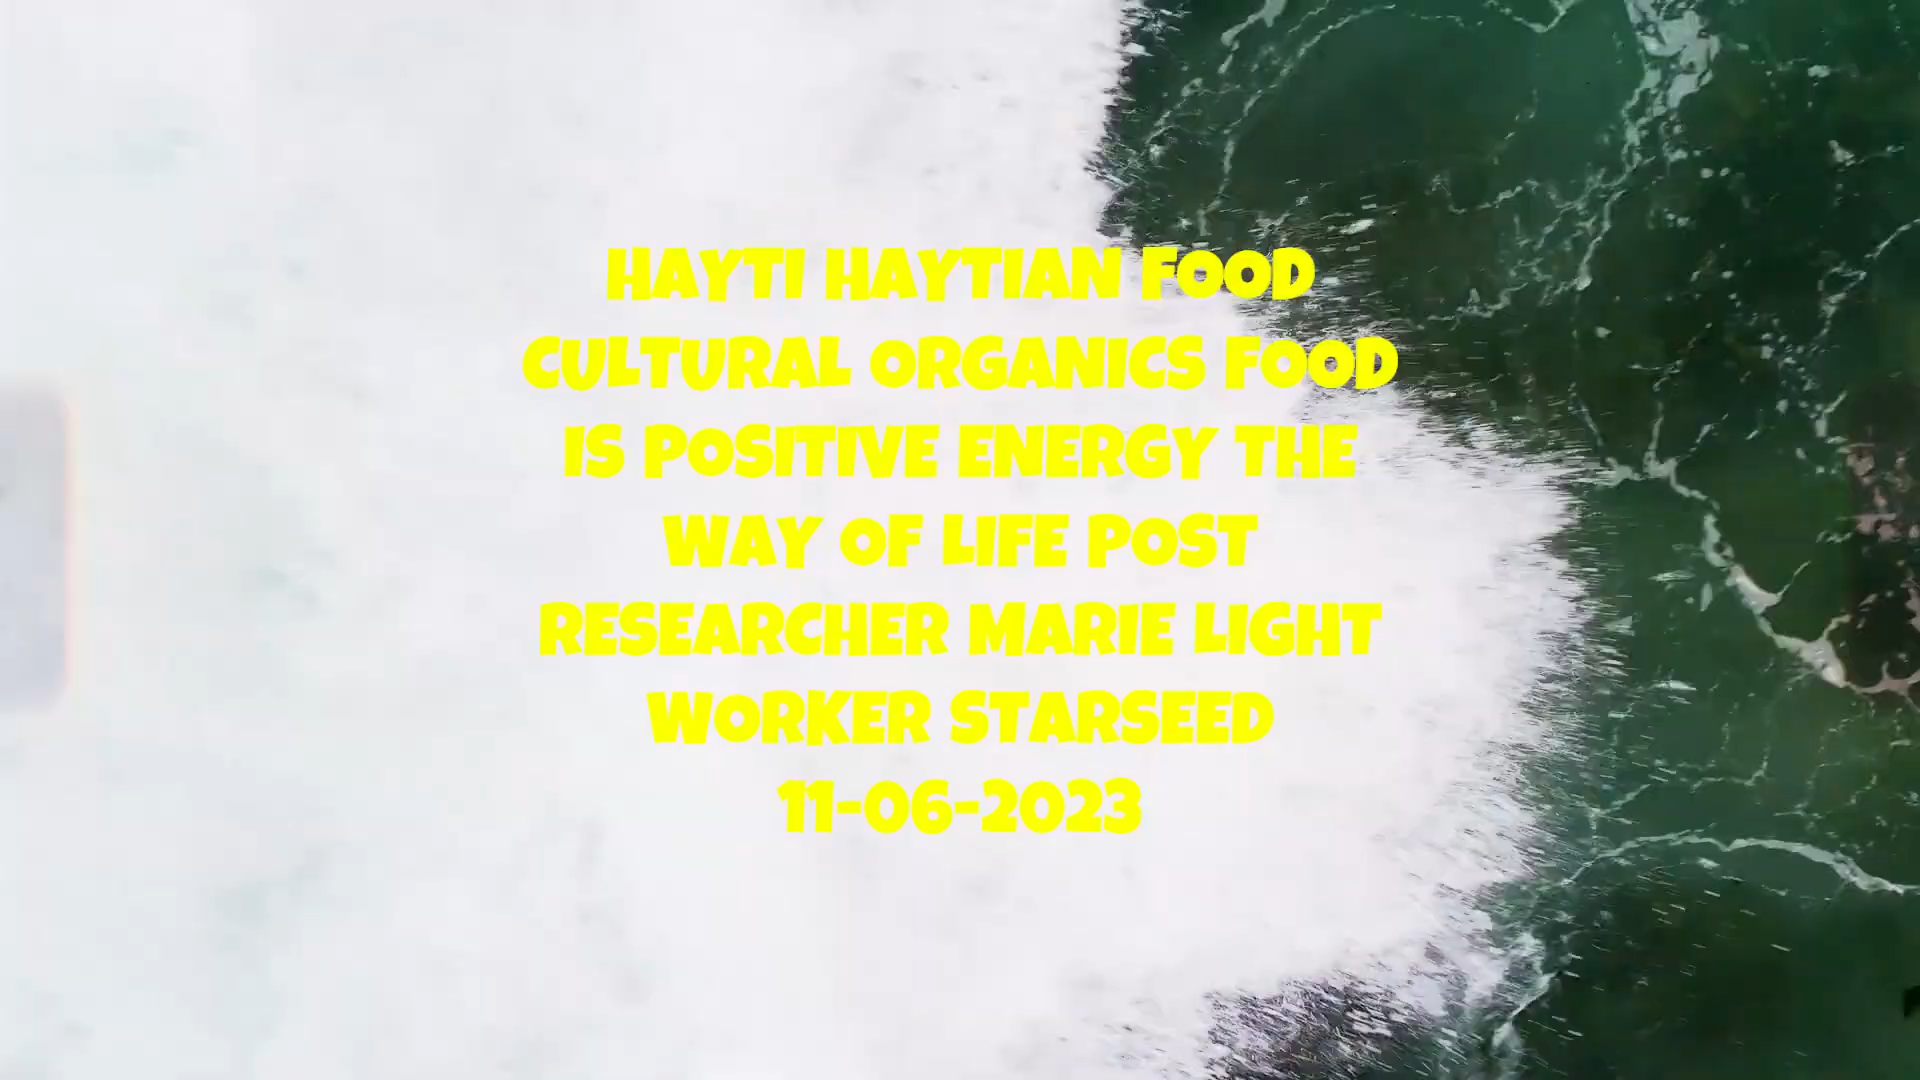 HAYTI HAYTIAN FOOD
CULTURAL ORGANICS FOOD
IS POSITIVE ENERGY THE
WAY OF LIFE POST
RESEARCHER MARIE LIGHT
WORKER STARSEED
11-06-2023